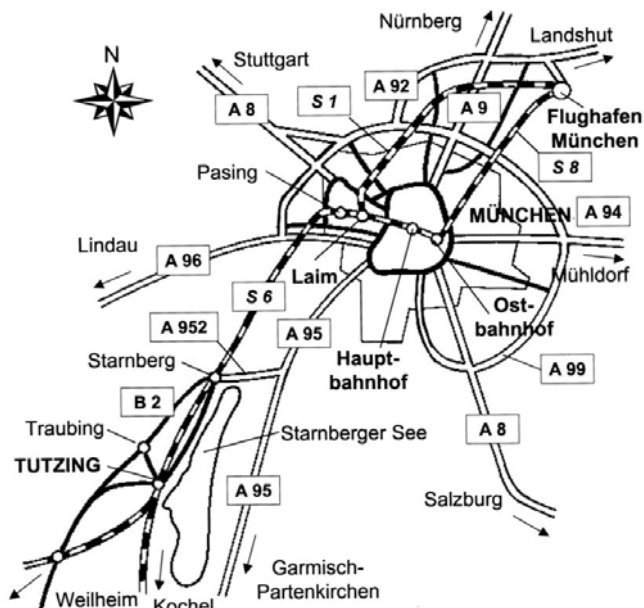 N
Nürnberg
Landshut
Stuttgart
A 92
S 1
A 9
A 8
Flughafen
München
S 8
Pasing
MÜNCHEN
A 94
Lindau
A 96
Laim
Mühldorf
S 6
Ost-
bahnhof
A 952
A 95
Haupt-
bahnhof
A 99
Starnberg
B 2
Traubing
Starnberger See
A 8
TUTZING
A 95
Salzburg
Garmisch-
Partenkirchen
Weilheim
Kochel